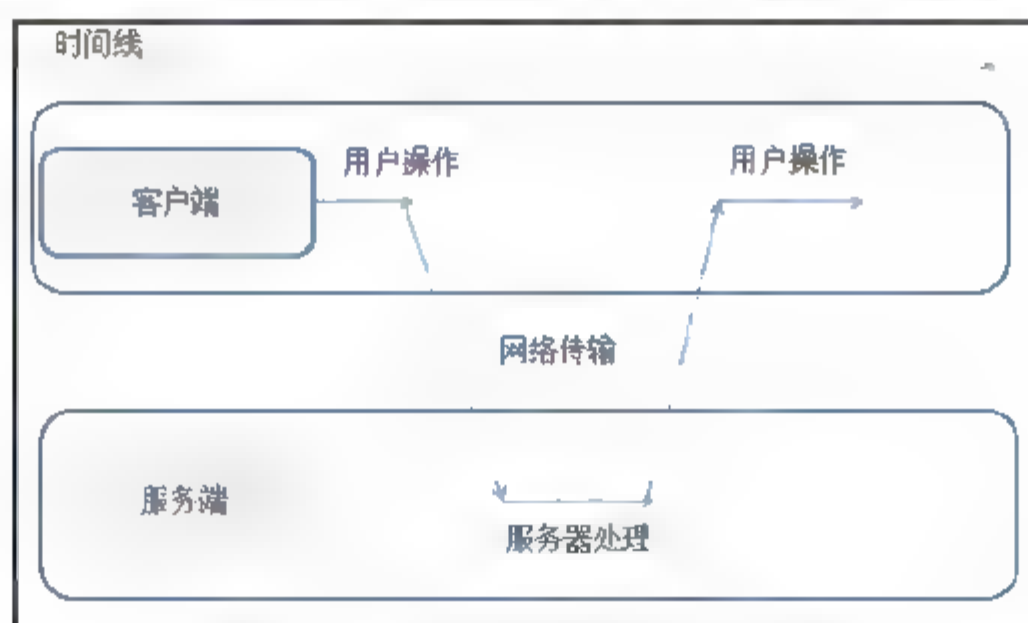 时间线
用户操作
用户操作
客户端
网络传输
服务端
服务器处理